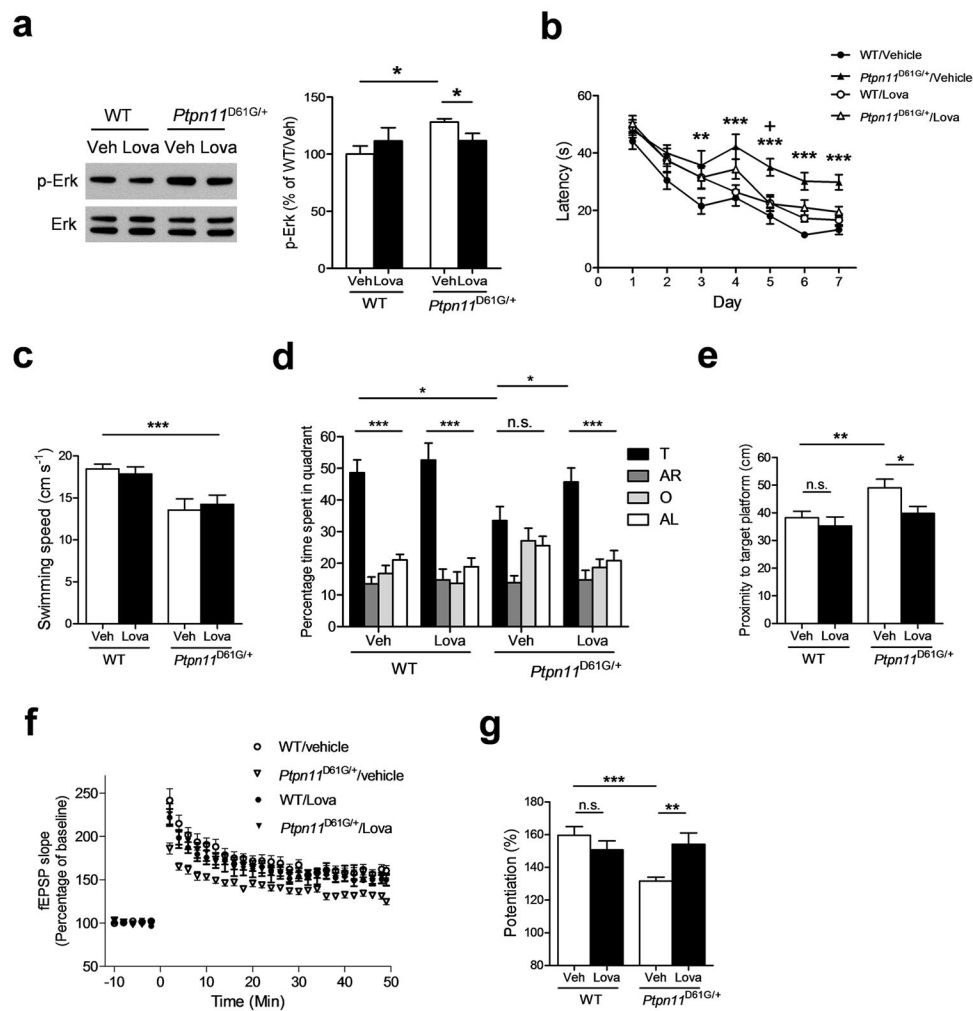 a
WT
Ptpn11D61G/+
Veh Lova Veh Lova
p-Erk
Erk
p-Erk (% of WT/Veh)
150
100
50
0
*
*
Veh Lova
Veh Lova
WT
Ptpn11D61G/+
b
WT/Vehicle
Ptpn11D61G/+/Vehicle
WT/Lova
Ptpn11D61G/+/Lova
Latency (s)
60
40
20
0
** *** + *** *** ***
0 1 2 3 4 5 6 7
Day
c
Swimming speed (cm s-1)
20
15
10
5
0
***
Veh Lova Veh Lova
WT
Ptpn11D61G/+
d
Percentage time spent in quadrant
60
50
40
30
20
10
0
*
*
*** *** n.s. ***
T
AR
O
AL
Veh Lova Veh Lova
WT
Ptpn11D61G/+
e
Proximity to target platform (cm)
60
50
40
30
20
10
0
**
n.s.
*
Veh Lova Veh Lova
WT
Ptpn11D61G/+
f
WT/vehicle
Ptpn11D61G/+/vehicle
WT/Lova
Ptpn11D61G/+/Lova
fEPSP slope
(Percentage of baseline)
250
200
150
100
50
-10 0 10 20 30 40 50
Time (Min)
g
Potentiation (%)
180
160
140
120
100
80
***
n.s.
**
Veh Lova Veh Lova
WT
Ptpn11D61G/+